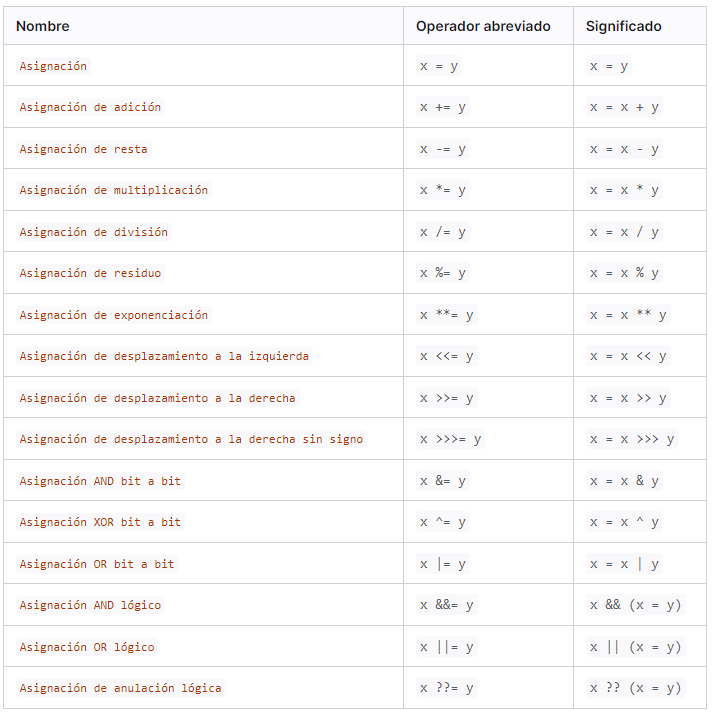 Nombre Operador abreviado Significado
Asignación x = y x = y
Asignación de adición x += y x = x + y
Asignación de resta x -= y x = x - y
Asignación de multiplicación x *= y x = x * y
Asignación de división x /= y x = x / y
Asignación de residuo x %= y x = x % y
Asignación de exponenciación x **= y x = x ** y
Asignación de desplazamiento a la izquierda x <<= y x = x << y
Asignación de desplazamiento a la derecha x >>= y x = x >> y
Asignación de desplazamiento a la derecha sin signo x >>>= y x = x >>> y
Asignación AND bit a bit x &= y x = x & y
Asignación XOR bit a bit x ^= y x = x ^ y
Asignación OR bit a bit x |= y x = x | y
Asignación AND lógico x &&= y x && (x = y)
Asignación OR lógico x ||= y x || (x = y)
Asignación de anulación lógica x ??= y x ?? (x = y)